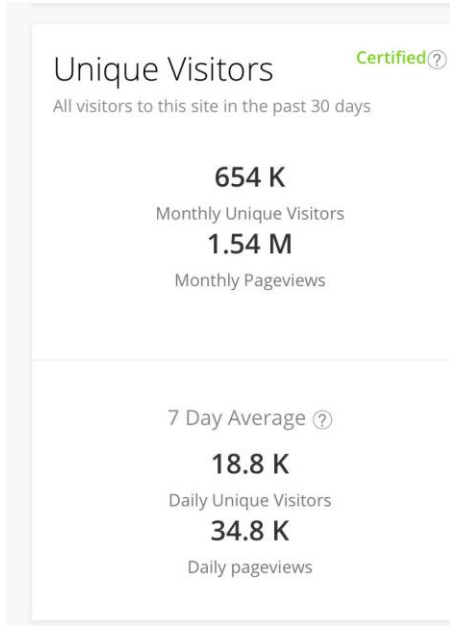 Unique Visitors
Certified ?
All visitors to this site in the past 30 days
654 K
Monthly Unique Visitors
1.54 M
Monthly Pageviews
7 Day Average ?
18.8 K
Daily Unique Visitors
34.8 K
Daily pageviews